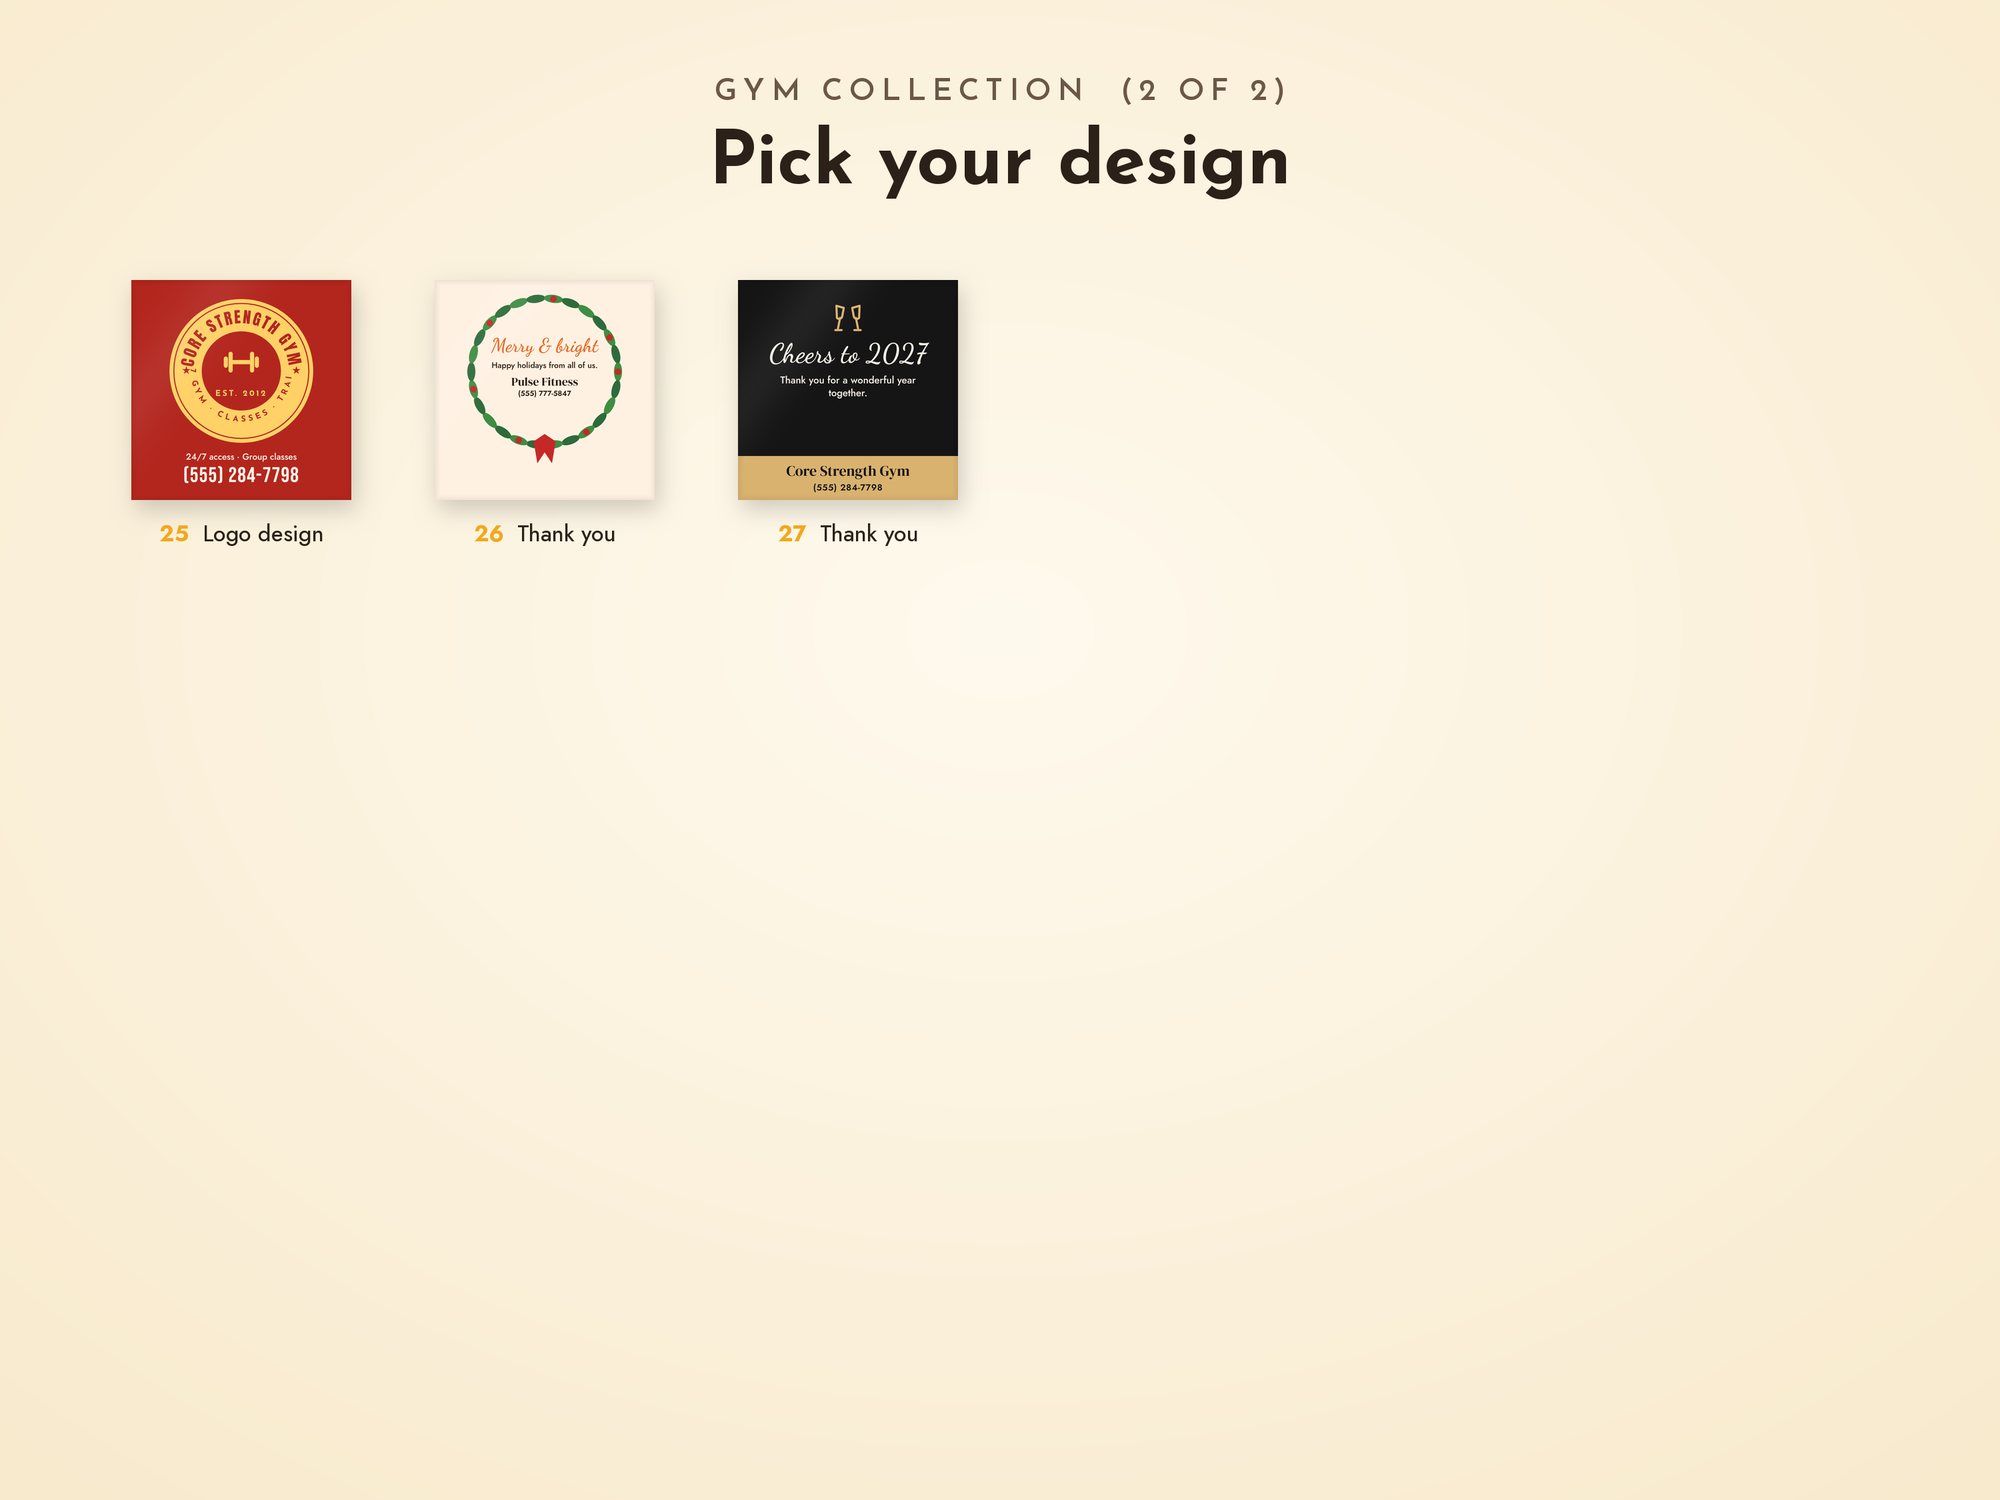 GYM COLLECTION (2 OF 2)
Pick your design
CORE STRENGTH GYM
EST. 2012
GYM · CLASSES ·
24/7 access · Group classes
(555) 284-7798
25 Logo design
Merry & bright
Happy holidays from all of us.
Pulse Fitness
(555) 777-5847
26 Thank you
Cheers to 2027
Thank you for a wonderful year
together.
Core Strength Gym
(555) 284-7798
27 Thank you